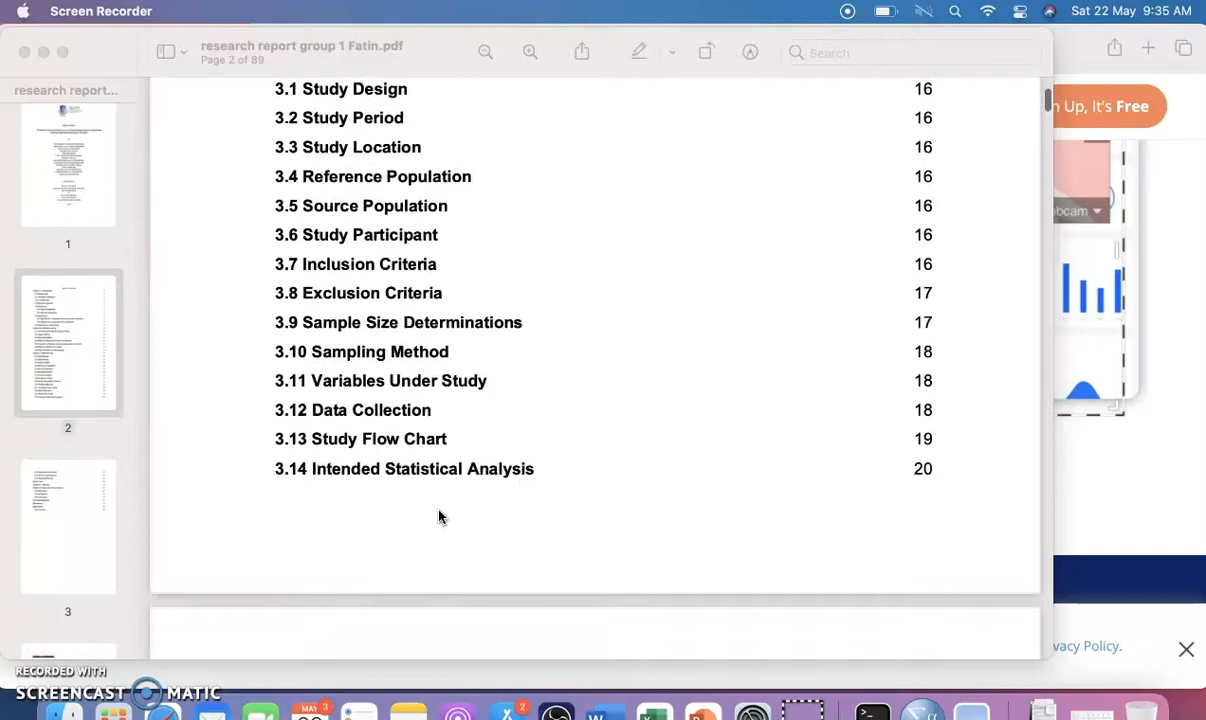 Screen Recorder
Sat 22 May 9:35 AM
research report group 1 Fatin.pdf
Page 2 of 89
Search
research report...
1
2
3
3.1 Study Design 16
3.2 Study Period 16
3.3 Study Location 16
3.4 Reference Population 16
3.5 Source Population 16
3.6 Study Participant 16
3.7 Inclusion Criteria 16
3.8 Exclusion Criteria 17
3.9 Sample Size Determinations 17
3.10 Sampling Method 18
3.11 Variables Under Study 18
3.12 Data Collection 18
3.13 Study Flow Chart 19
3.14 Intended Statistical Analysis 20
n Up, It's Free
ebcam
vacy Policy.
RECORDED WITH
SCREENCAST MATIC
MAY 3
2